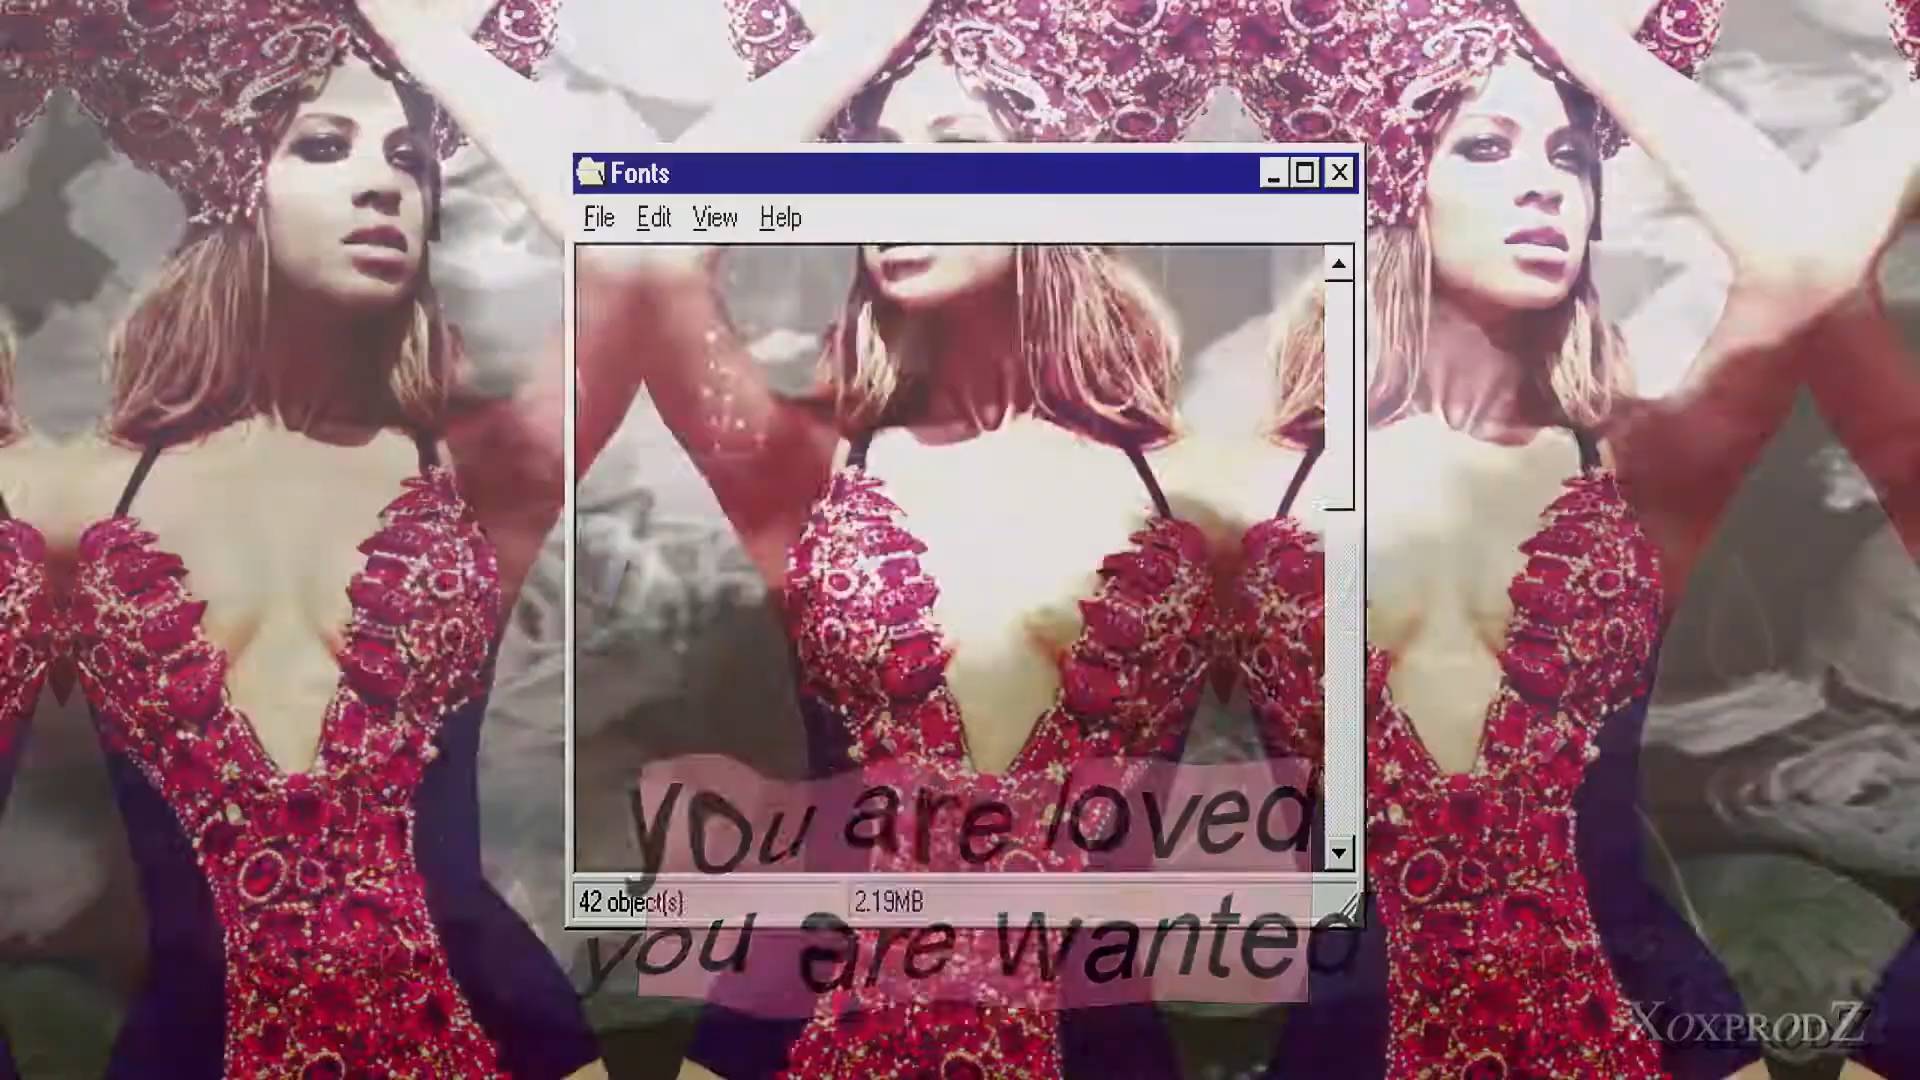 Fonts
File Edit View Help
you are loved
42 object(s) 2.19MB
you are wanted
XOXPRODZ